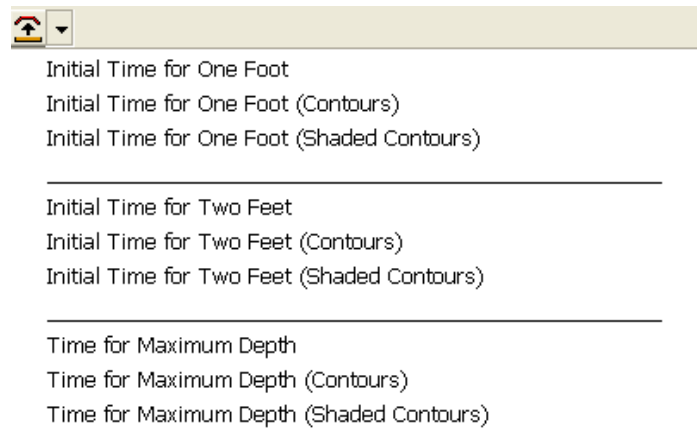 Initial Time for One Foot
Initial Time for One Foot (Contours)
Initial Time for One Foot (Shaded Contours)
Initial Time for Two Feet
Initial Time for Two Feet (Contours)
Initial Time for Two Feet (Shaded Contours)
Time for Maximum Depth
Time for Maximum Depth (Contours)
Time for Maximum Depth (Shaded Contours)